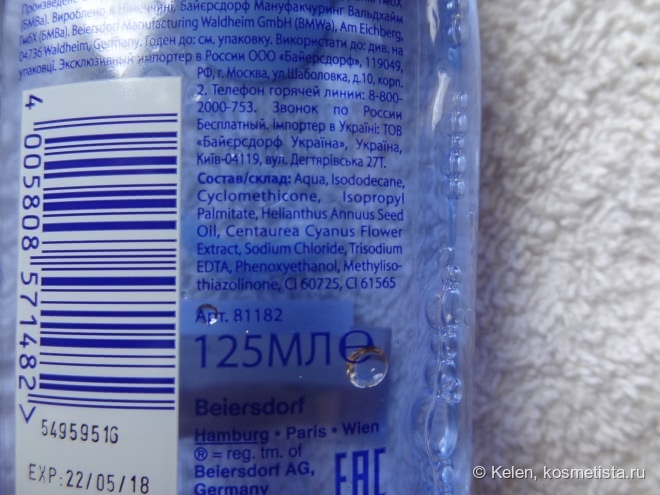 Произведено в
ГмбХ
(БМВа). Вироблено в Німеччині, Байєрсдорф Мануфакчуринг Вальдхайм
ГмбХ (БМВа). Beiersdorf Manufacturing Waldheim GmbH (BMWa), Am Eichberg,
04736 Waldheim, Germany. Годен до: см. упаковку. Використати до: див. на
упаковці. Эксклюзивный импортер в России ООО «Байерсдорф», 119049,
РФ, г. Москва, ул.Шаболовка, д.10, корп.
2. Телефон горячей линии: 8-800-
2000-753. Звонок по России
Бесплатный. Імпортер в Україні: ТОВ
«Байєрсдорф Україна», Україна,
Київ-04119, вул. Дегтярівська 27Т.
Состав/склад: Aqua, Isododecane,
Cyclomethicone, Isopropyl
Palmitate, Helianthus Annuus Seed
Oil, Centaurea Cyanus Flower
Extract, Sodium Chloride, Trisodium
EDTA, Phenoxyethanol, Methyliso-
thiazolinone, CI 60725, CI 61565
Арт. 81182
125МЛ℮
Beiersdorf
Hamburg · Paris · Wien
® = reg. tm. of
Beiersdorf AG,
Germany
EAC
4 005808 571482 >
54959516
EXP:22/05/18
© Kelen, kosmetista.ru